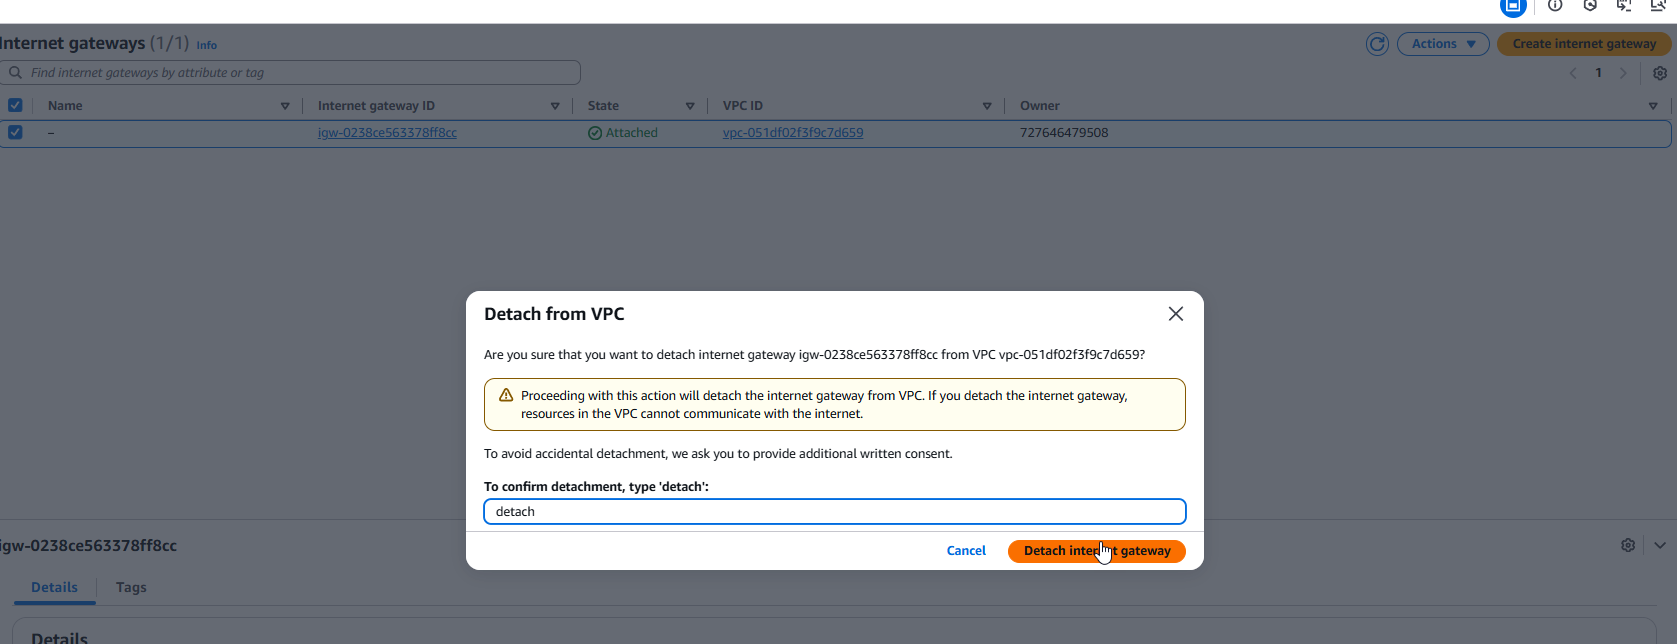 Internet gateways (1/1) Info
Actions
Create internet gateway
Find internet gateways by attribute or tag
1
Name
Internet gateway ID
State
VPC ID
Owner
–
igw-0238ce563378ff8cc
Attached
vpc-051df02f3f9c7d659
727646479508
Detach from VPC
Are you sure that you want to detach internet gateway igw-0238ce563378ff8cc from VPC vpc-051df02f3f9c7d659?
Proceeding with this action will detach the internet gateway from VPC. If you detach the internet gateway,
resources in the VPC cannot communicate with the internet.
To avoid accidental detachment, we ask you to provide additional written consent.
To confirm detachment, type 'detach':
detach
Cancel
Detach internet gateway
igw-0238ce563378ff8cc
Details
Tags
Details